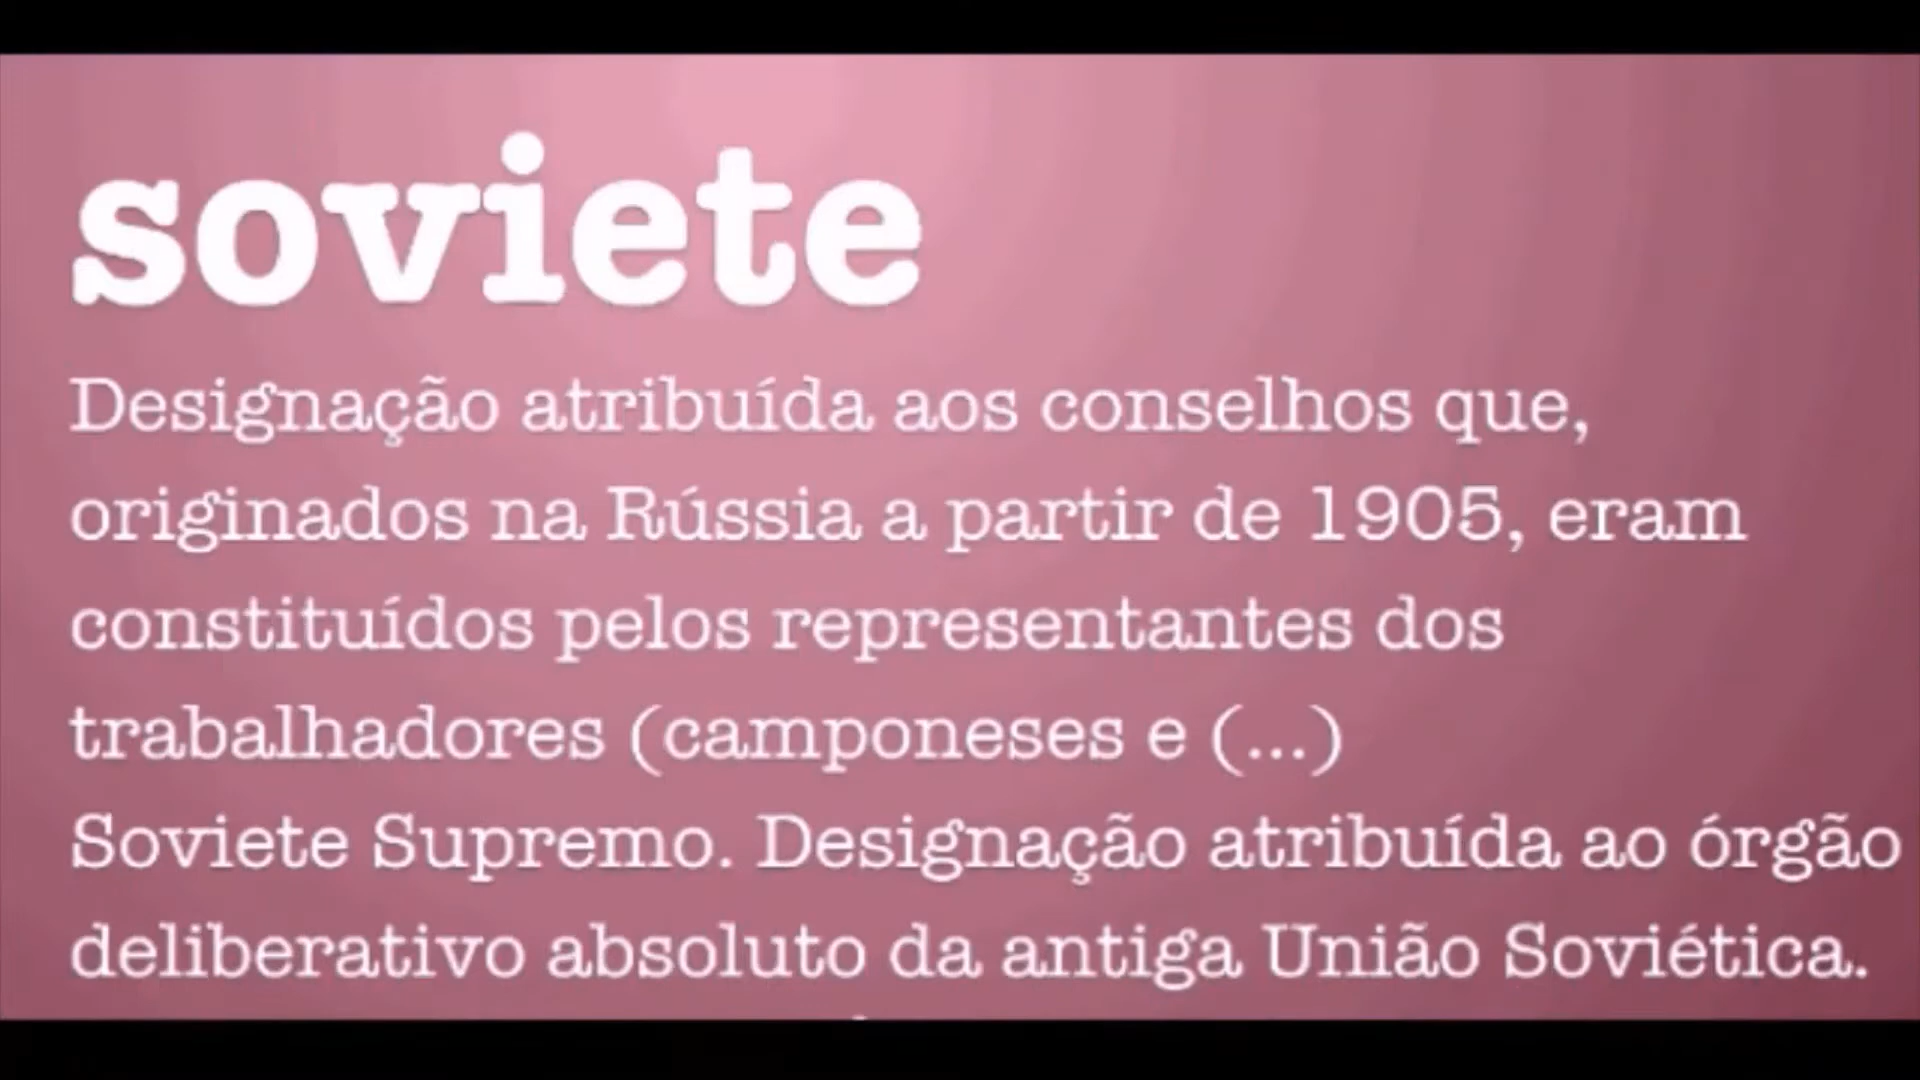 soviete
Designação atribuída aos conselhos que,
originados na Rússia a partir de 1905, eram
constituídos pelos representantes dos
trabalhadores (camponeses e (...)
Soviete Supremo. Designação atribuída ao órgão
deliberativo absoluto da antiga União Soviética.